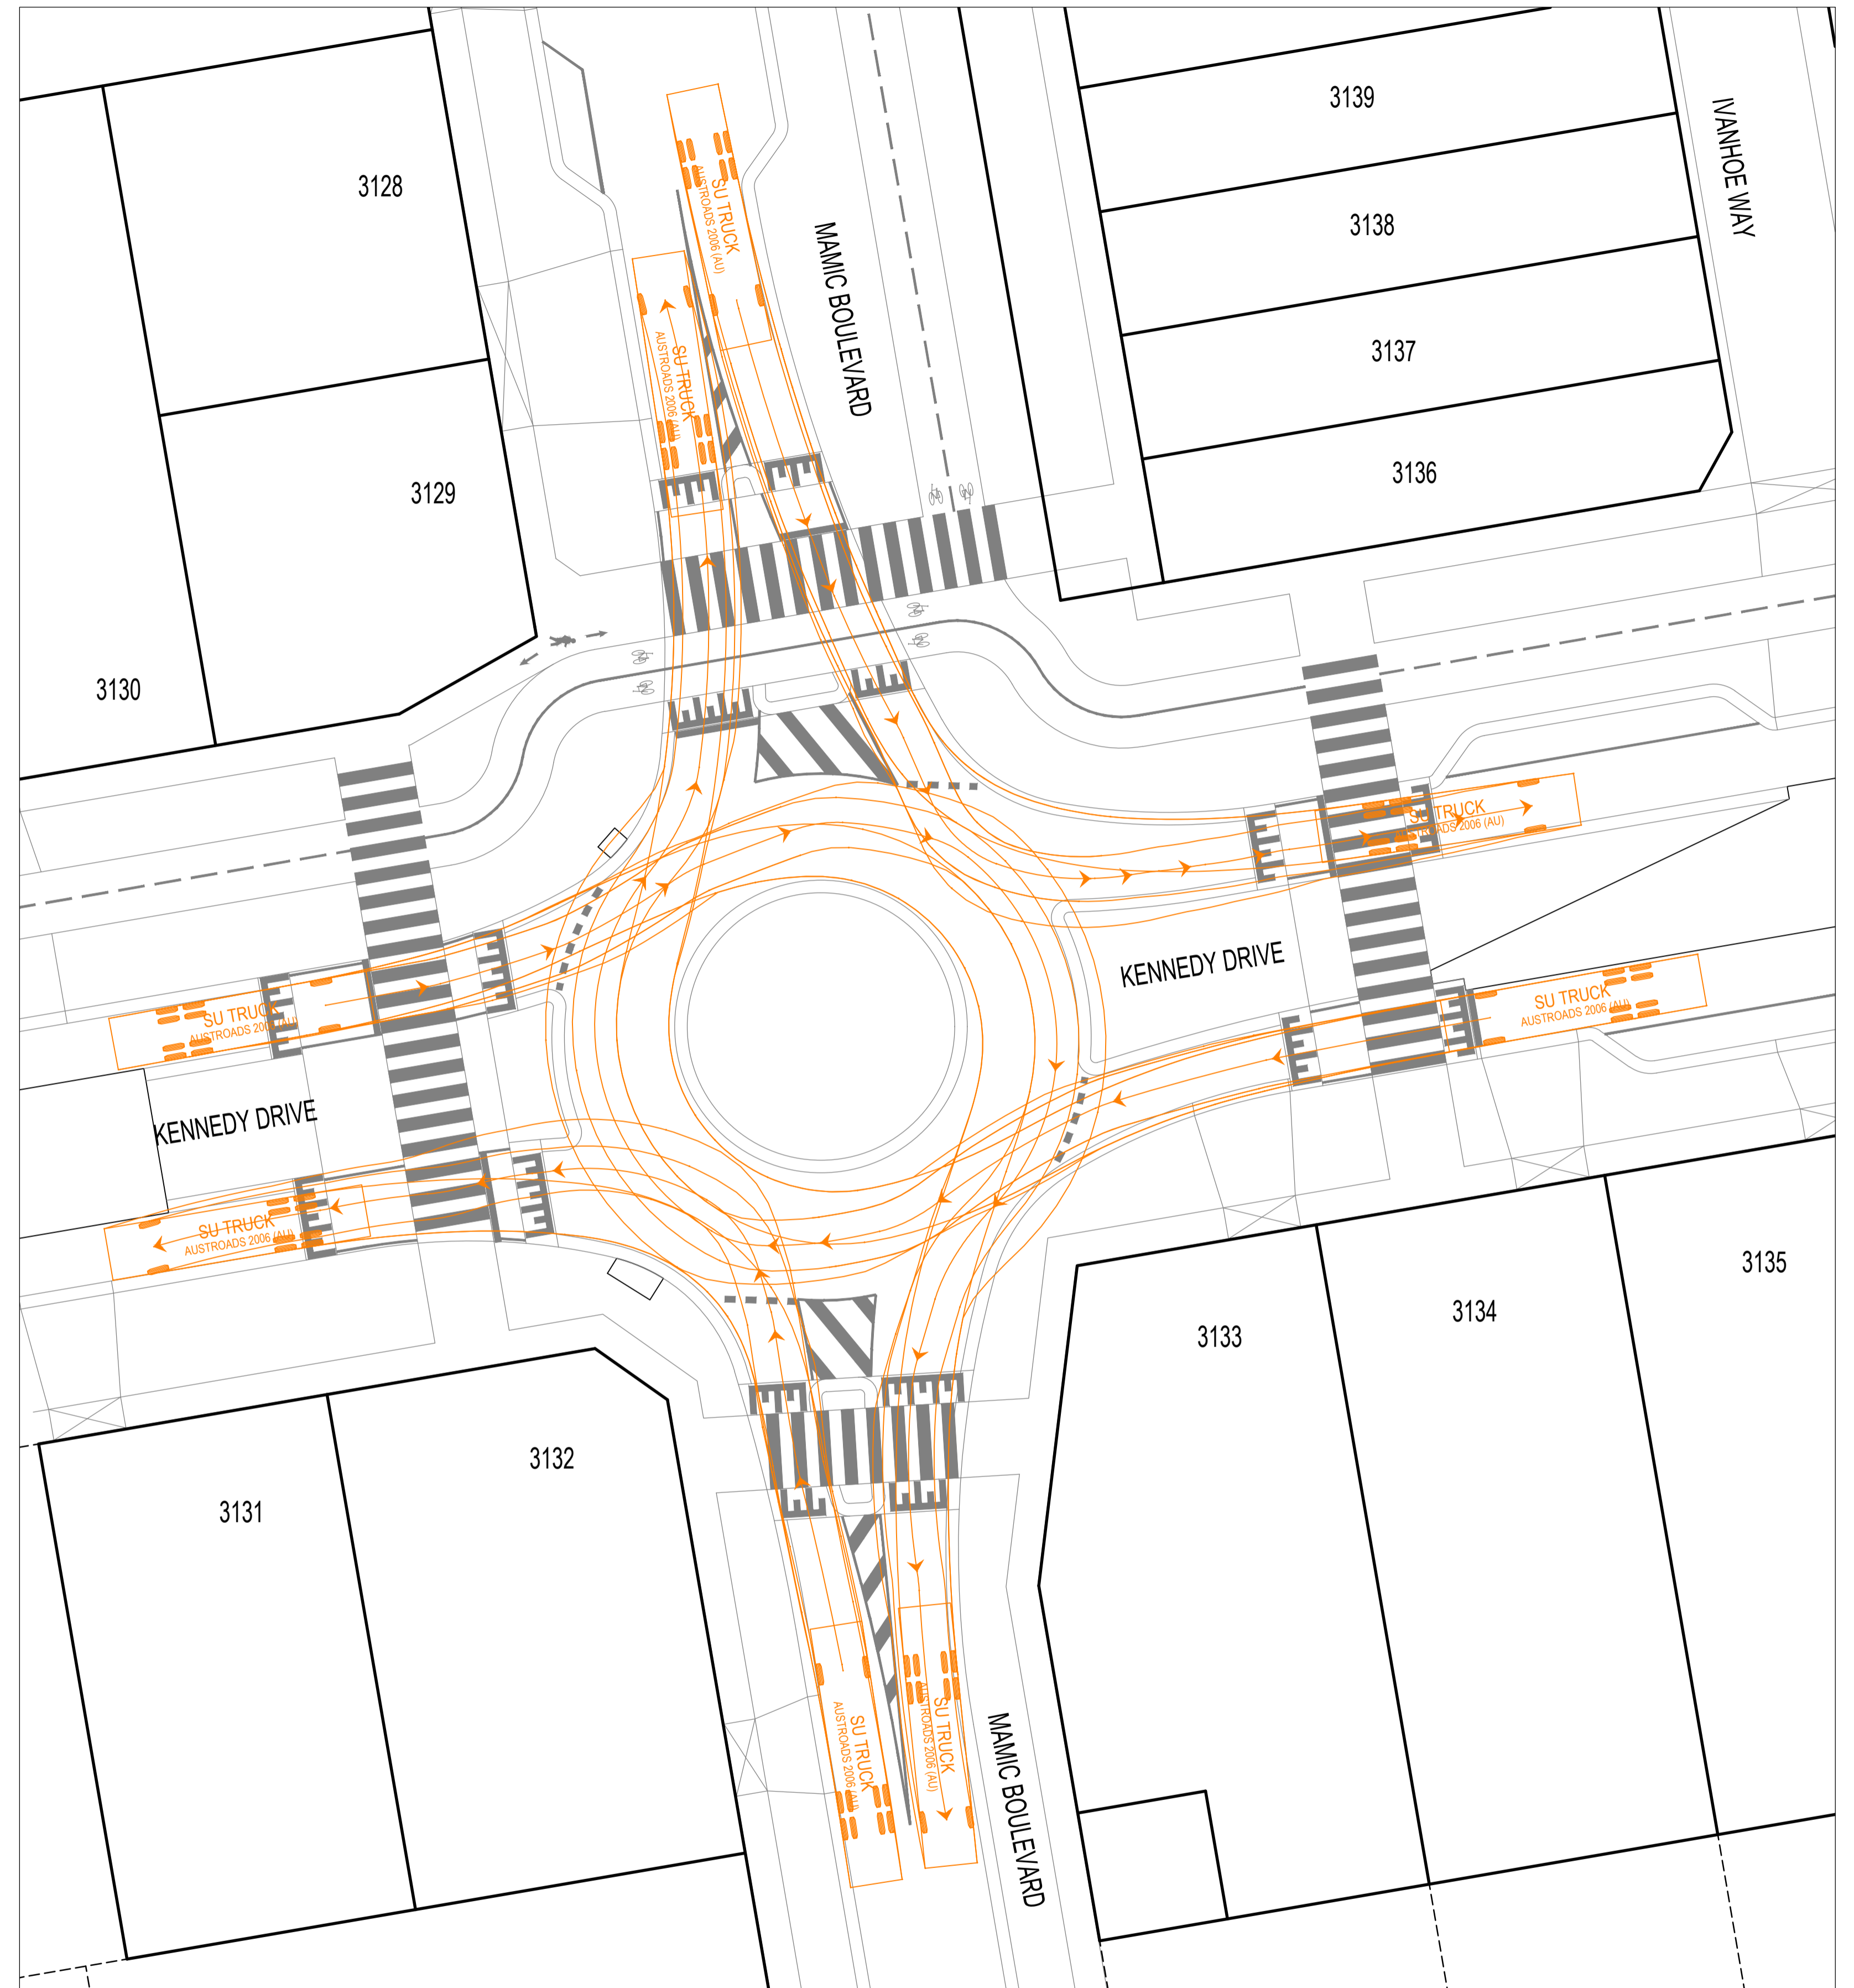 3139
IVANHOE WAY
3128
SU TRUCK
AUSTROADS 2006 (AU)
3138
MAMIC BOULEVARD
3137
SU TRUCK
AUSTROADS 2006 (AU)
3136
3129
3130
SU TRUCK
AUSTROADS 2006 (AU)
KENNEDY DRIVE
SU TRUCK
AUSTROADS 2006 (AU)
SU TRUCK
AUSTROADS 2006 (AU)
KENNEDY DRIVE
SU TRUCK
AUSTROADS 2006 (AU)
3135
3134
3133
3132
3131
SU TRUCK
AUSTROADS 2006 (AU)
SU TRUCK
AUSTROADS 2006 (AU)
MAMIC BOULEVARD